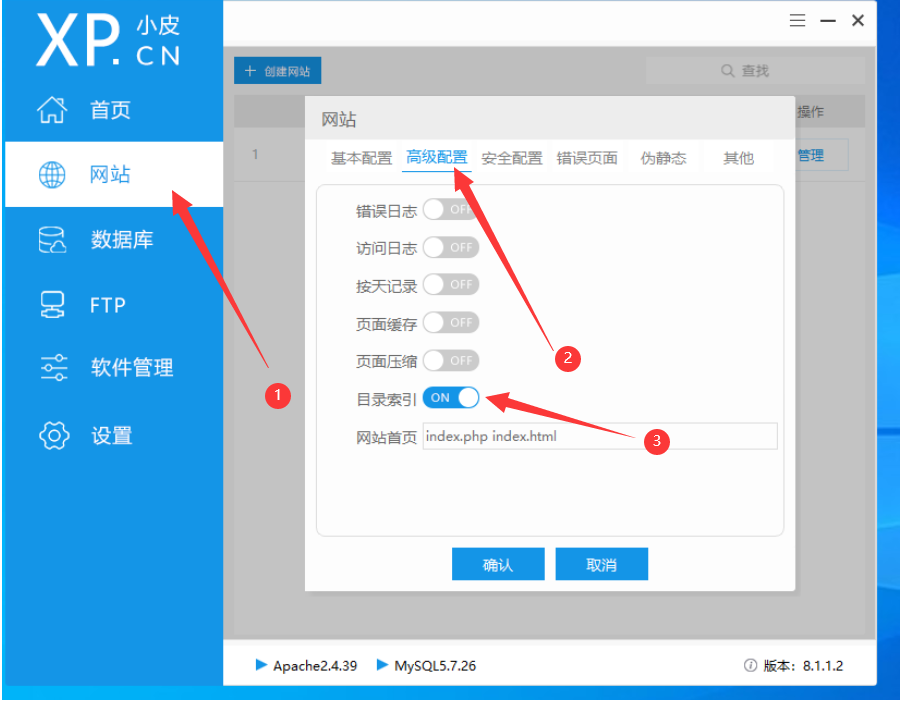 XP.CN 小皮
首页
网站
数据库
FTP
软件管理
设置
+ 创建网站
查找
操作
1
管理
网站
基本配置 高级配置 安全配置 错误页面 伪静态 其他
错误日志 OFF
访问日志 OFF
按天记录 OFF
页面缓存 OFF
页面压缩 OFF
目录索引 ON
网站首页 index.php index.html
确认 取消
1
2
3
Apache2.4.39 MySQL5.7.26
版本：8.1.1.2